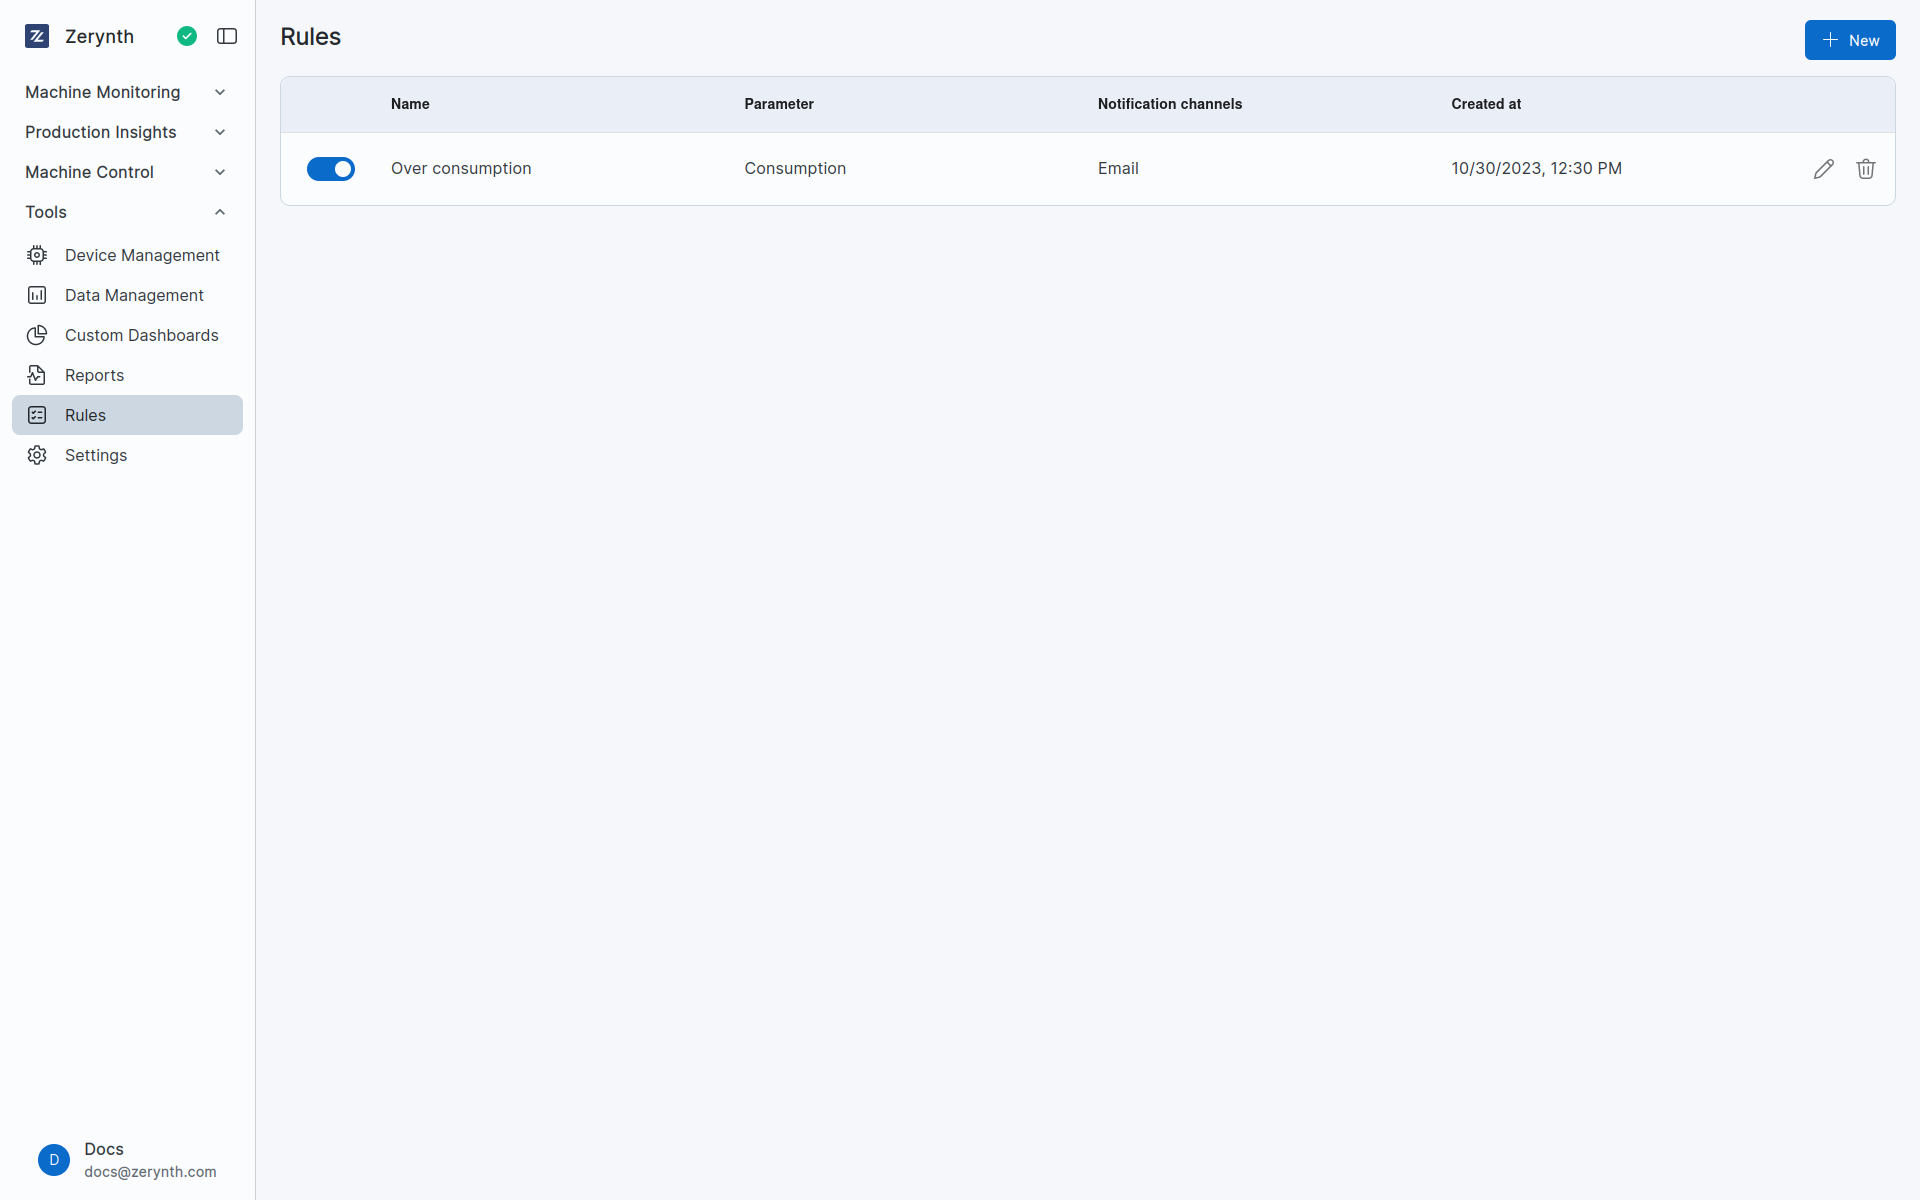 Zerynth
Machine Monitoring
Production Insights
Machine Control
Tools
Device Management
Data Management
Custom Dashboards
Reports
Rules
Settings
D
Docs
docs@zerynth.com
Rules
New
Name Parameter Notification channels Created at
Over consumption Consumption Email 10/30/2023, 12:30 PM